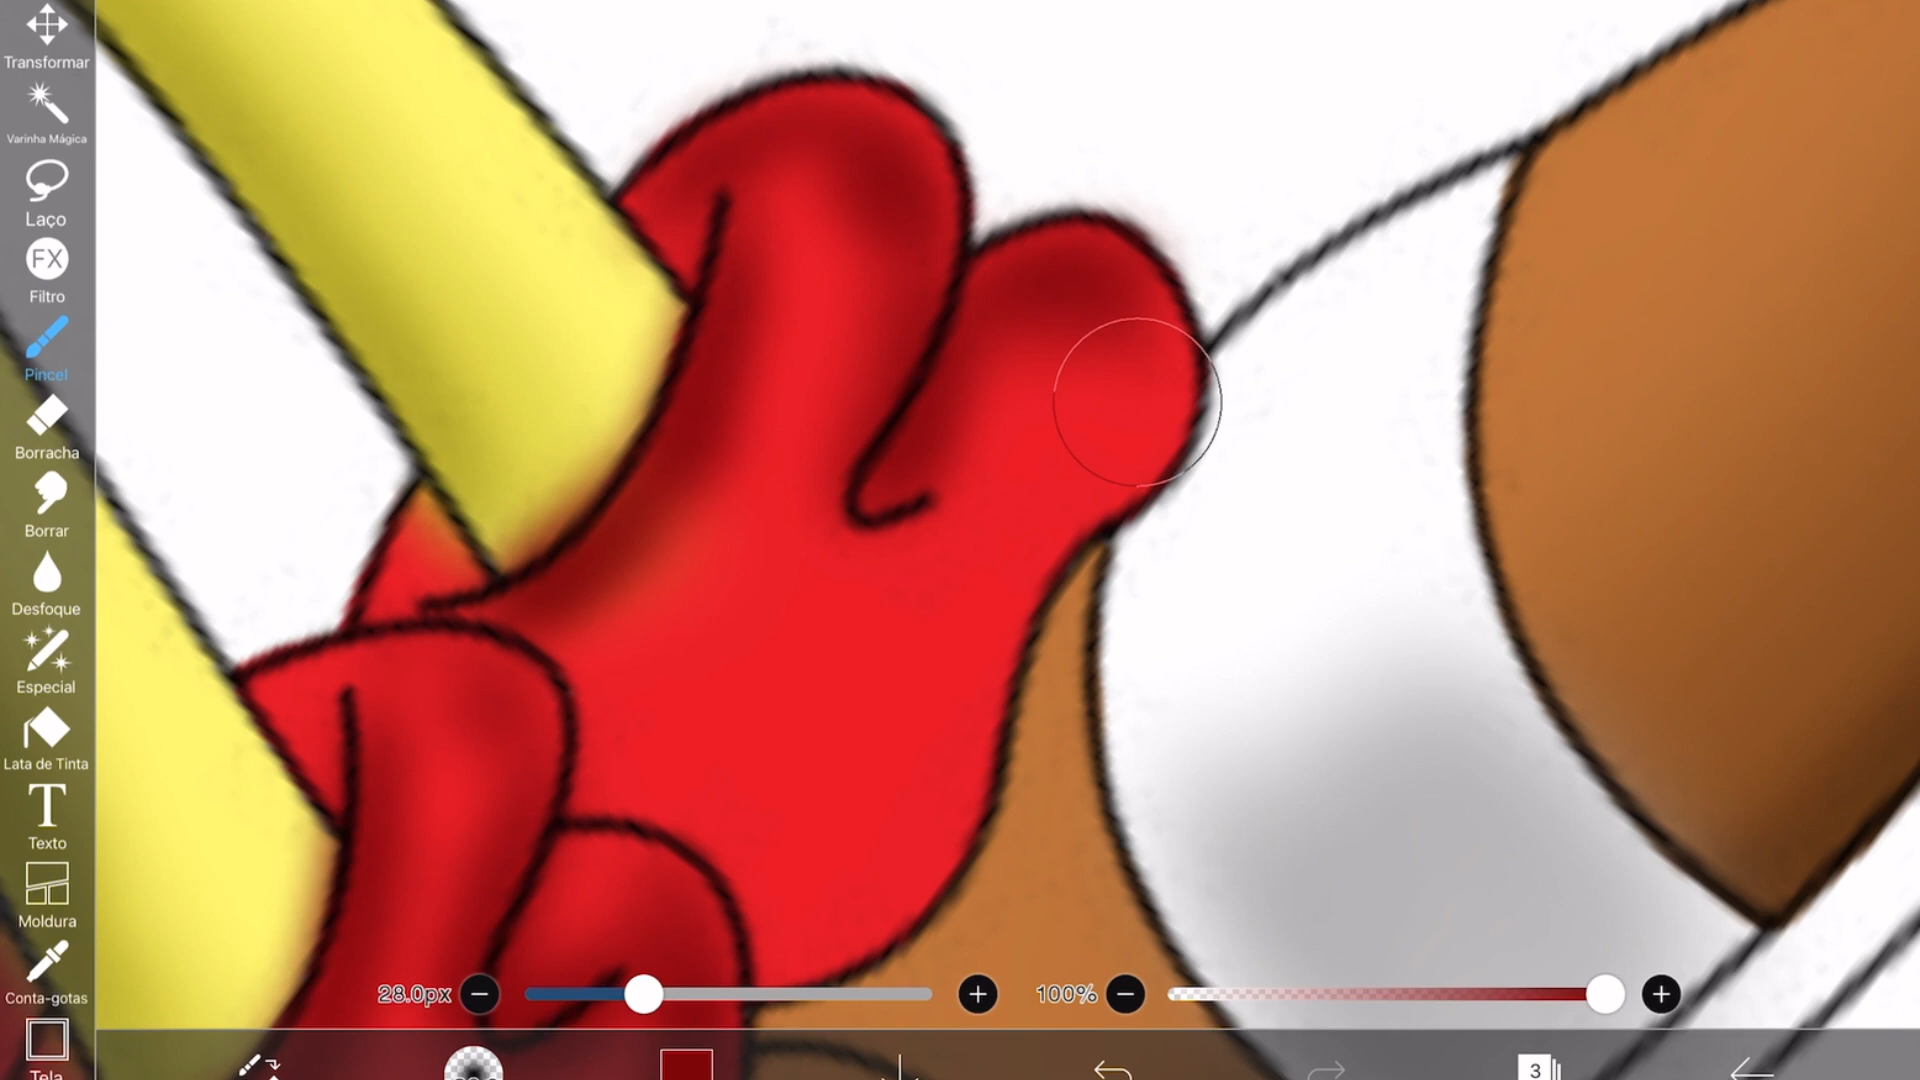 Transformar
Varinha Mágica
Laço
FX
Filtro
Pincel
Borracha
Borrar
Desfoque
Especial
Lata de Tinta
T
Texto
Moldura
Conta-gotas
Tela
28.0px
100%
3